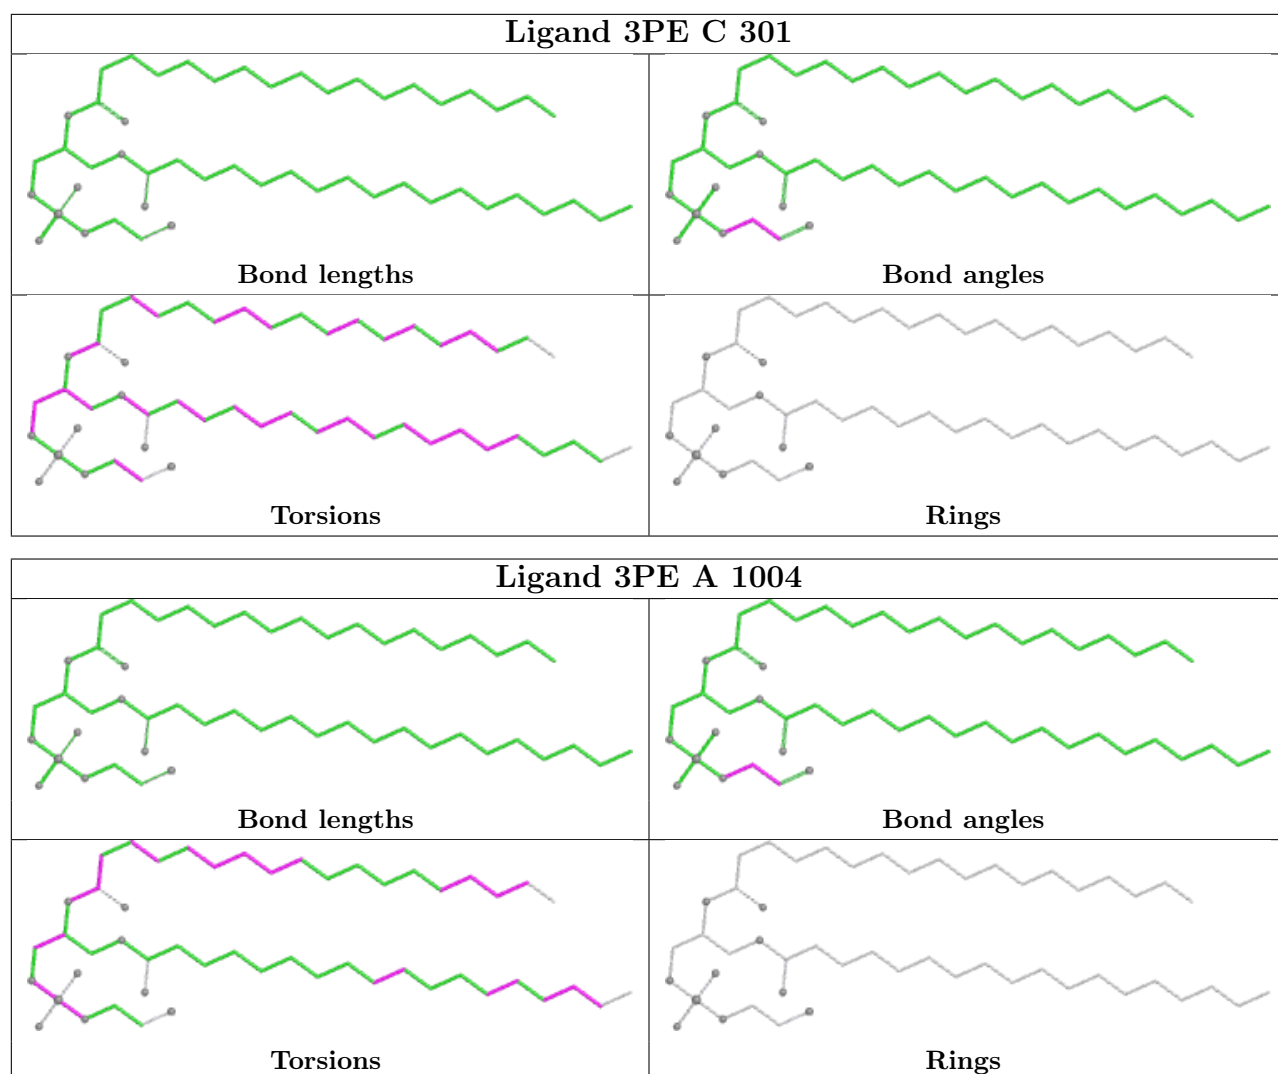 Ligand 3PE C 301
Bond lengths
Bond angles
Torsions
Rings
Ligand 3PE A 1004
Bond lengths
Bond angles
Torsions
Rings